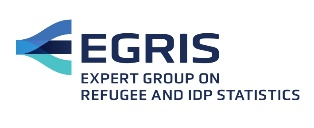 EGRIS
EXPERT GROUP ON
REFUGEE AND IDP STATISTICS